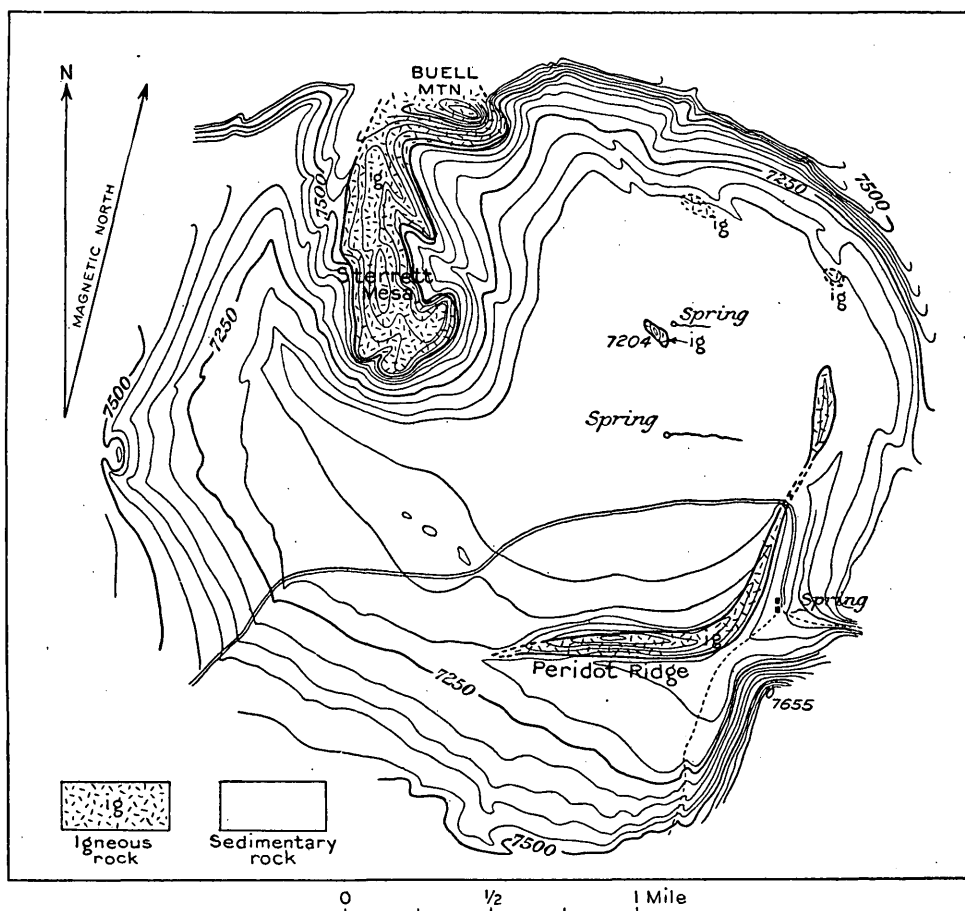 N
MAGNETIC NORTH
BUELL
MTN.
7500
ig
7250
7500
ig
Sterrett
Mesa
ig
7250
Spring
7204
ig
7500
Spring
Spring
ig
Peridot Ridge
7250
7655
7500
ig
Igneous
rock
Sedimentary
rock
0 1/2 1 Mile